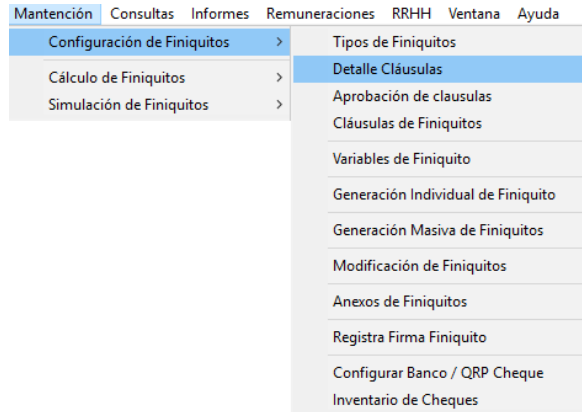 Mantención Consultas Informes Remuneraciones RRHH Ventana Ayuda
Configuración de Finiquitos >
Cálculo de Finiquitos >
Simulación de Finiquitos >
Tipos de Finiquitos
Detalle Cláusulas
Aprobación de clausulas
Cláusulas de Finiquitos
Variables de Finiquito
Generación Individual de Finiquito
Generación Masiva de Finiquitos
Modificación de Finiquitos
Anexos de Finiquitos
Registra Firma Finiquito
Configurar Banco / QRP Cheque
Inventario de Cheques